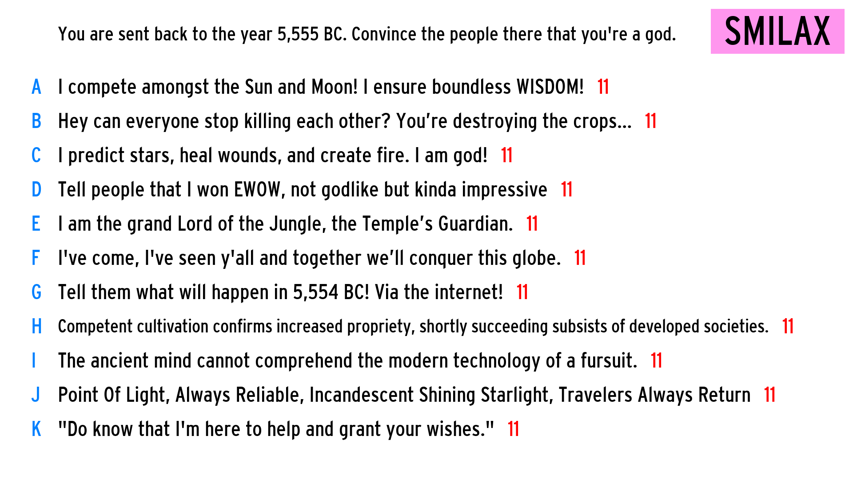 You are sent back to the year 5,555 BC. Convince the people there that you're a god.
SMILAX
A I compete amongst the Sun and Moon! I ensure boundless WISDOM! 11
B Hey can everyone stop killing each other? You’re destroying the crops... 11
C I predict stars, heal wounds, and create fire. I am god! 11
D Tell people that I won EWOW, not godlike but kinda impressive 11
E I am the grand Lord of the Jungle, the Temple’s Guardian. 11
F I've come, I've seen y'all and together we’ll conquer this globe. 11
G Tell them what will happen in 5,554 BC! Via the internet! 11
H Competent cultivation confirms increased propriety, shortly succeeding subsists of developed societies. 11
I The ancient mind cannot comprehend the modern technology of a fursuit. 11
J Point Of Light, Always Reliable, Incandescent Shining Starlight, Travelers Always Return 11
K "Do know that I'm here to help and grant your wishes." 11